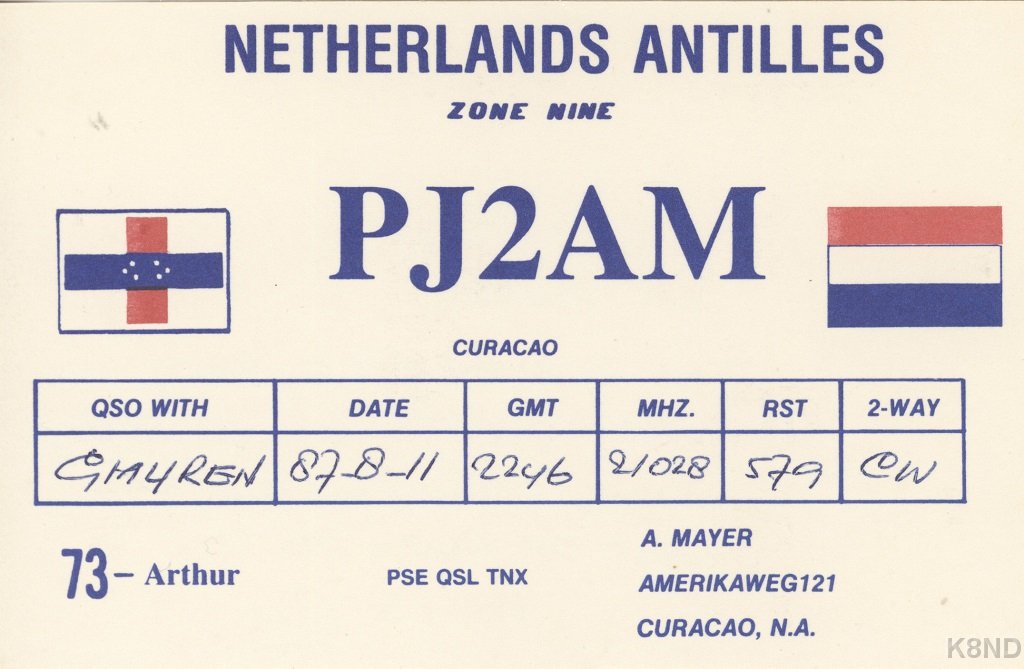 NETHERLANDS ANTILLES
ZONE NINE
PJ2AM
CURACAO
QSO WITH DATE GMT MHZ. RST 2-WAY
G4YREN 87-8-11 2246 21028 579 CW
73 – Arthur
PSE QSL TNX
A. MAYER
AMERIKAWEG121
CURACAO, N.A.
K8ND